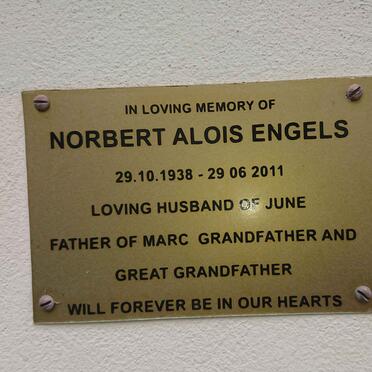 IN LOVING MEMORY OF
NORBERT ALOIS ENGELS
29.10.1938 - 29 06 2011
LOVING HUSBAND OF JUNE
FATHER OF MARC GRANDFATHER AND
GREAT GRANDFATHER
WILL FOREVER BE IN OUR HEARTS